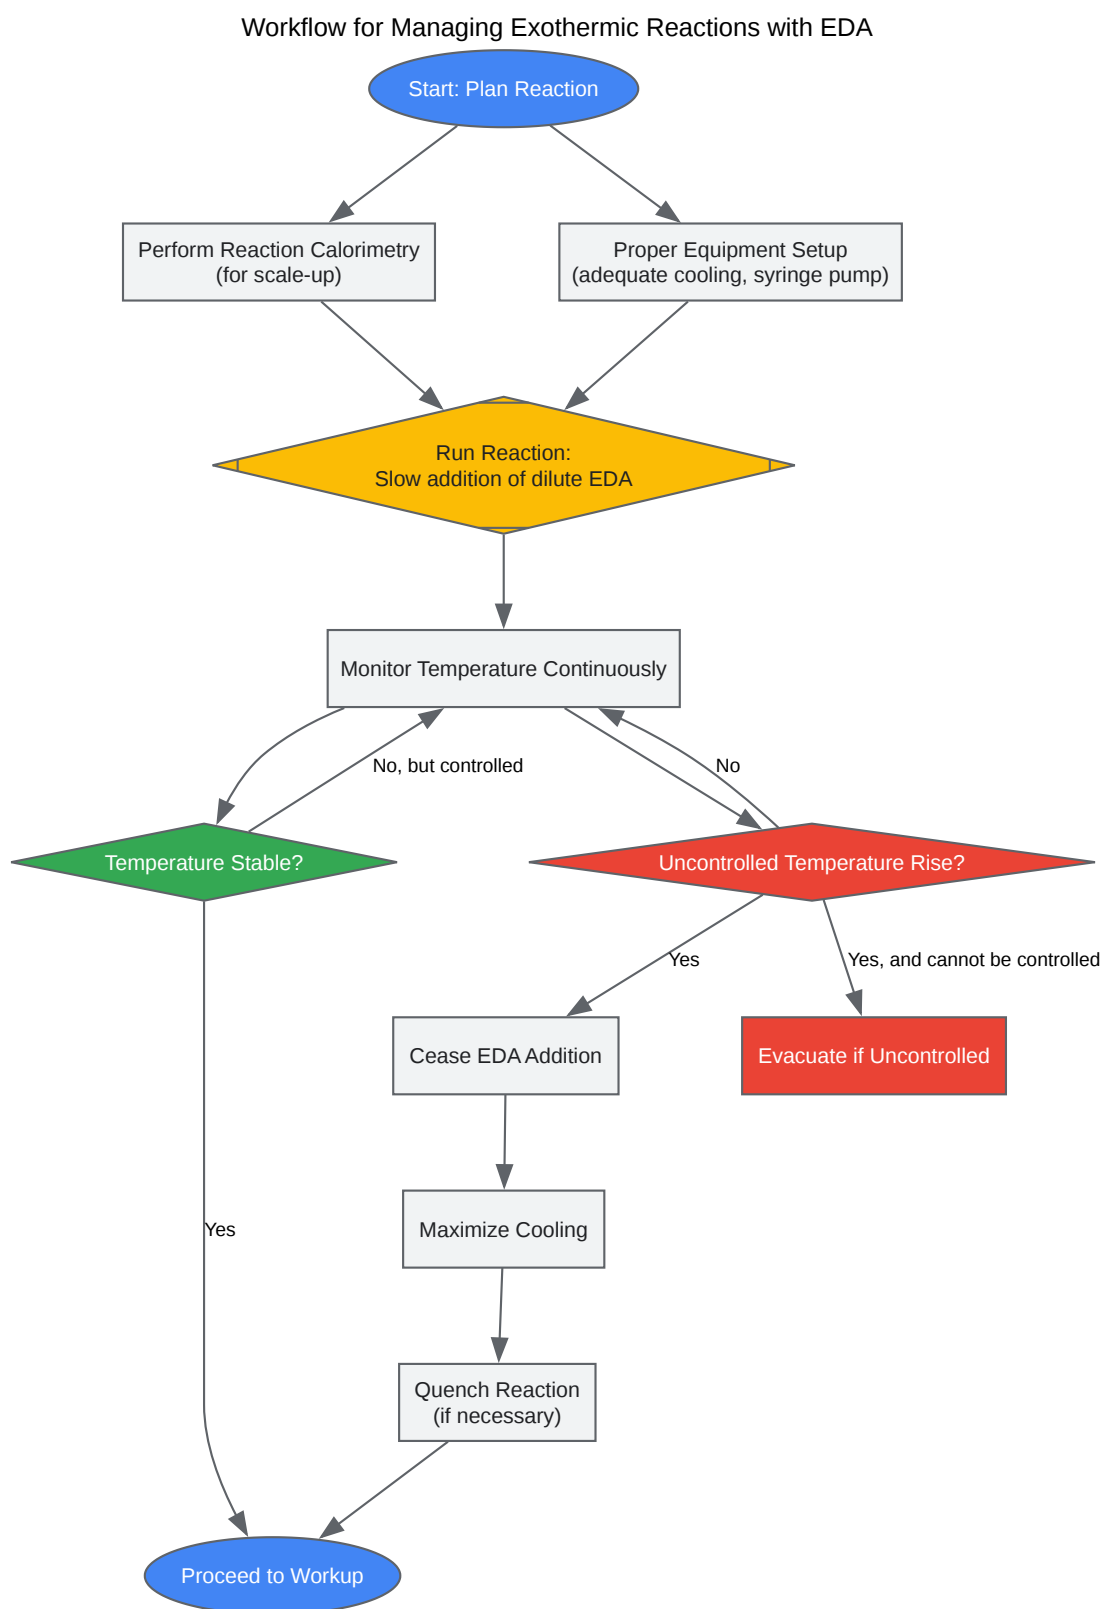 Workflow for Managing Exothermic Reactions with EDA
Start: Plan Reaction
Perform Reaction Calorimetry
(for scale-up)
Proper Equipment Setup
(adequate cooling, syringe pump)
Run Reaction:
Slow addition of dilute EDA
Monitor Temperature Continuously
No, but controlled
No
Temperature Stable?
Uncontrolled Temperature Rise?
Yes
Yes, and cannot be controlled
Cease EDA Addition
Evacuate if Uncontrolled
Maximize Cooling
Yes
Quench Reaction
(if necessary)
Proceed to Workup